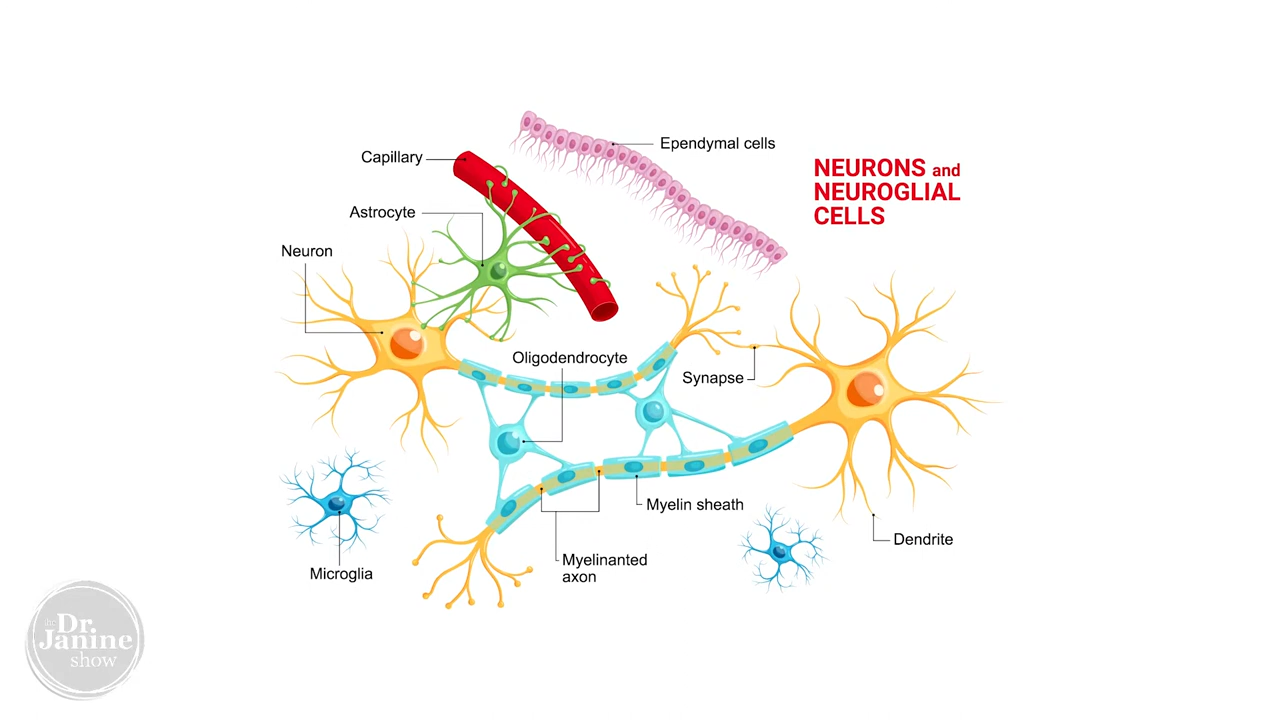 Ependymal cells
Capillary
NEURONS and
NEUROGLIAL
CELLS
Astrocyte
Neuron
Oligodendrocyte
Synapse
Myelin sheath
Dendrite
Myelinanted
axon
Microglia
the Dr.
Janine
show